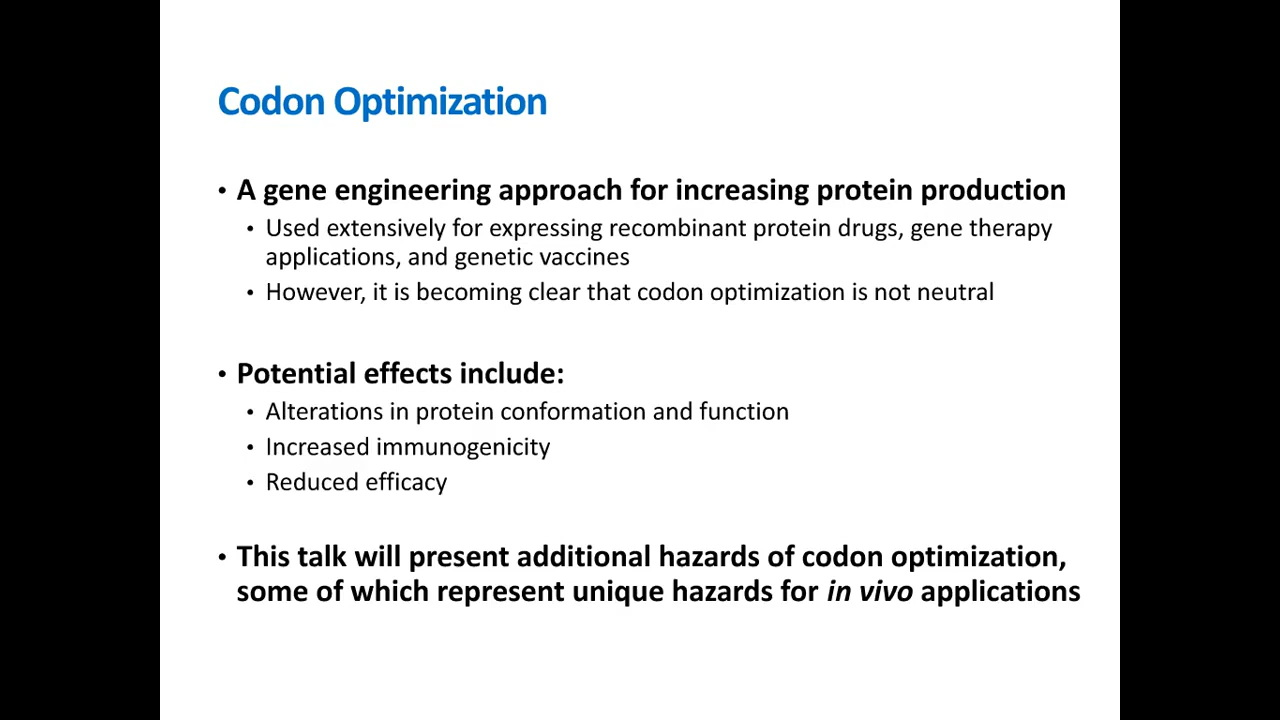 Codon Optimization
• A gene engineering approach for increasing protein production
• Used extensively for expressing recombinant protein drugs, gene therapy
applications, and genetic vaccines
• However, it is becoming clear that codon optimization is not neutral
• Potential effects include:
• Alterations in protein conformation and function
• Increased immunogenicity
• Reduced efficacy
• This talk will present additional hazards of codon optimization,
some of which represent unique hazards for in vivo applications